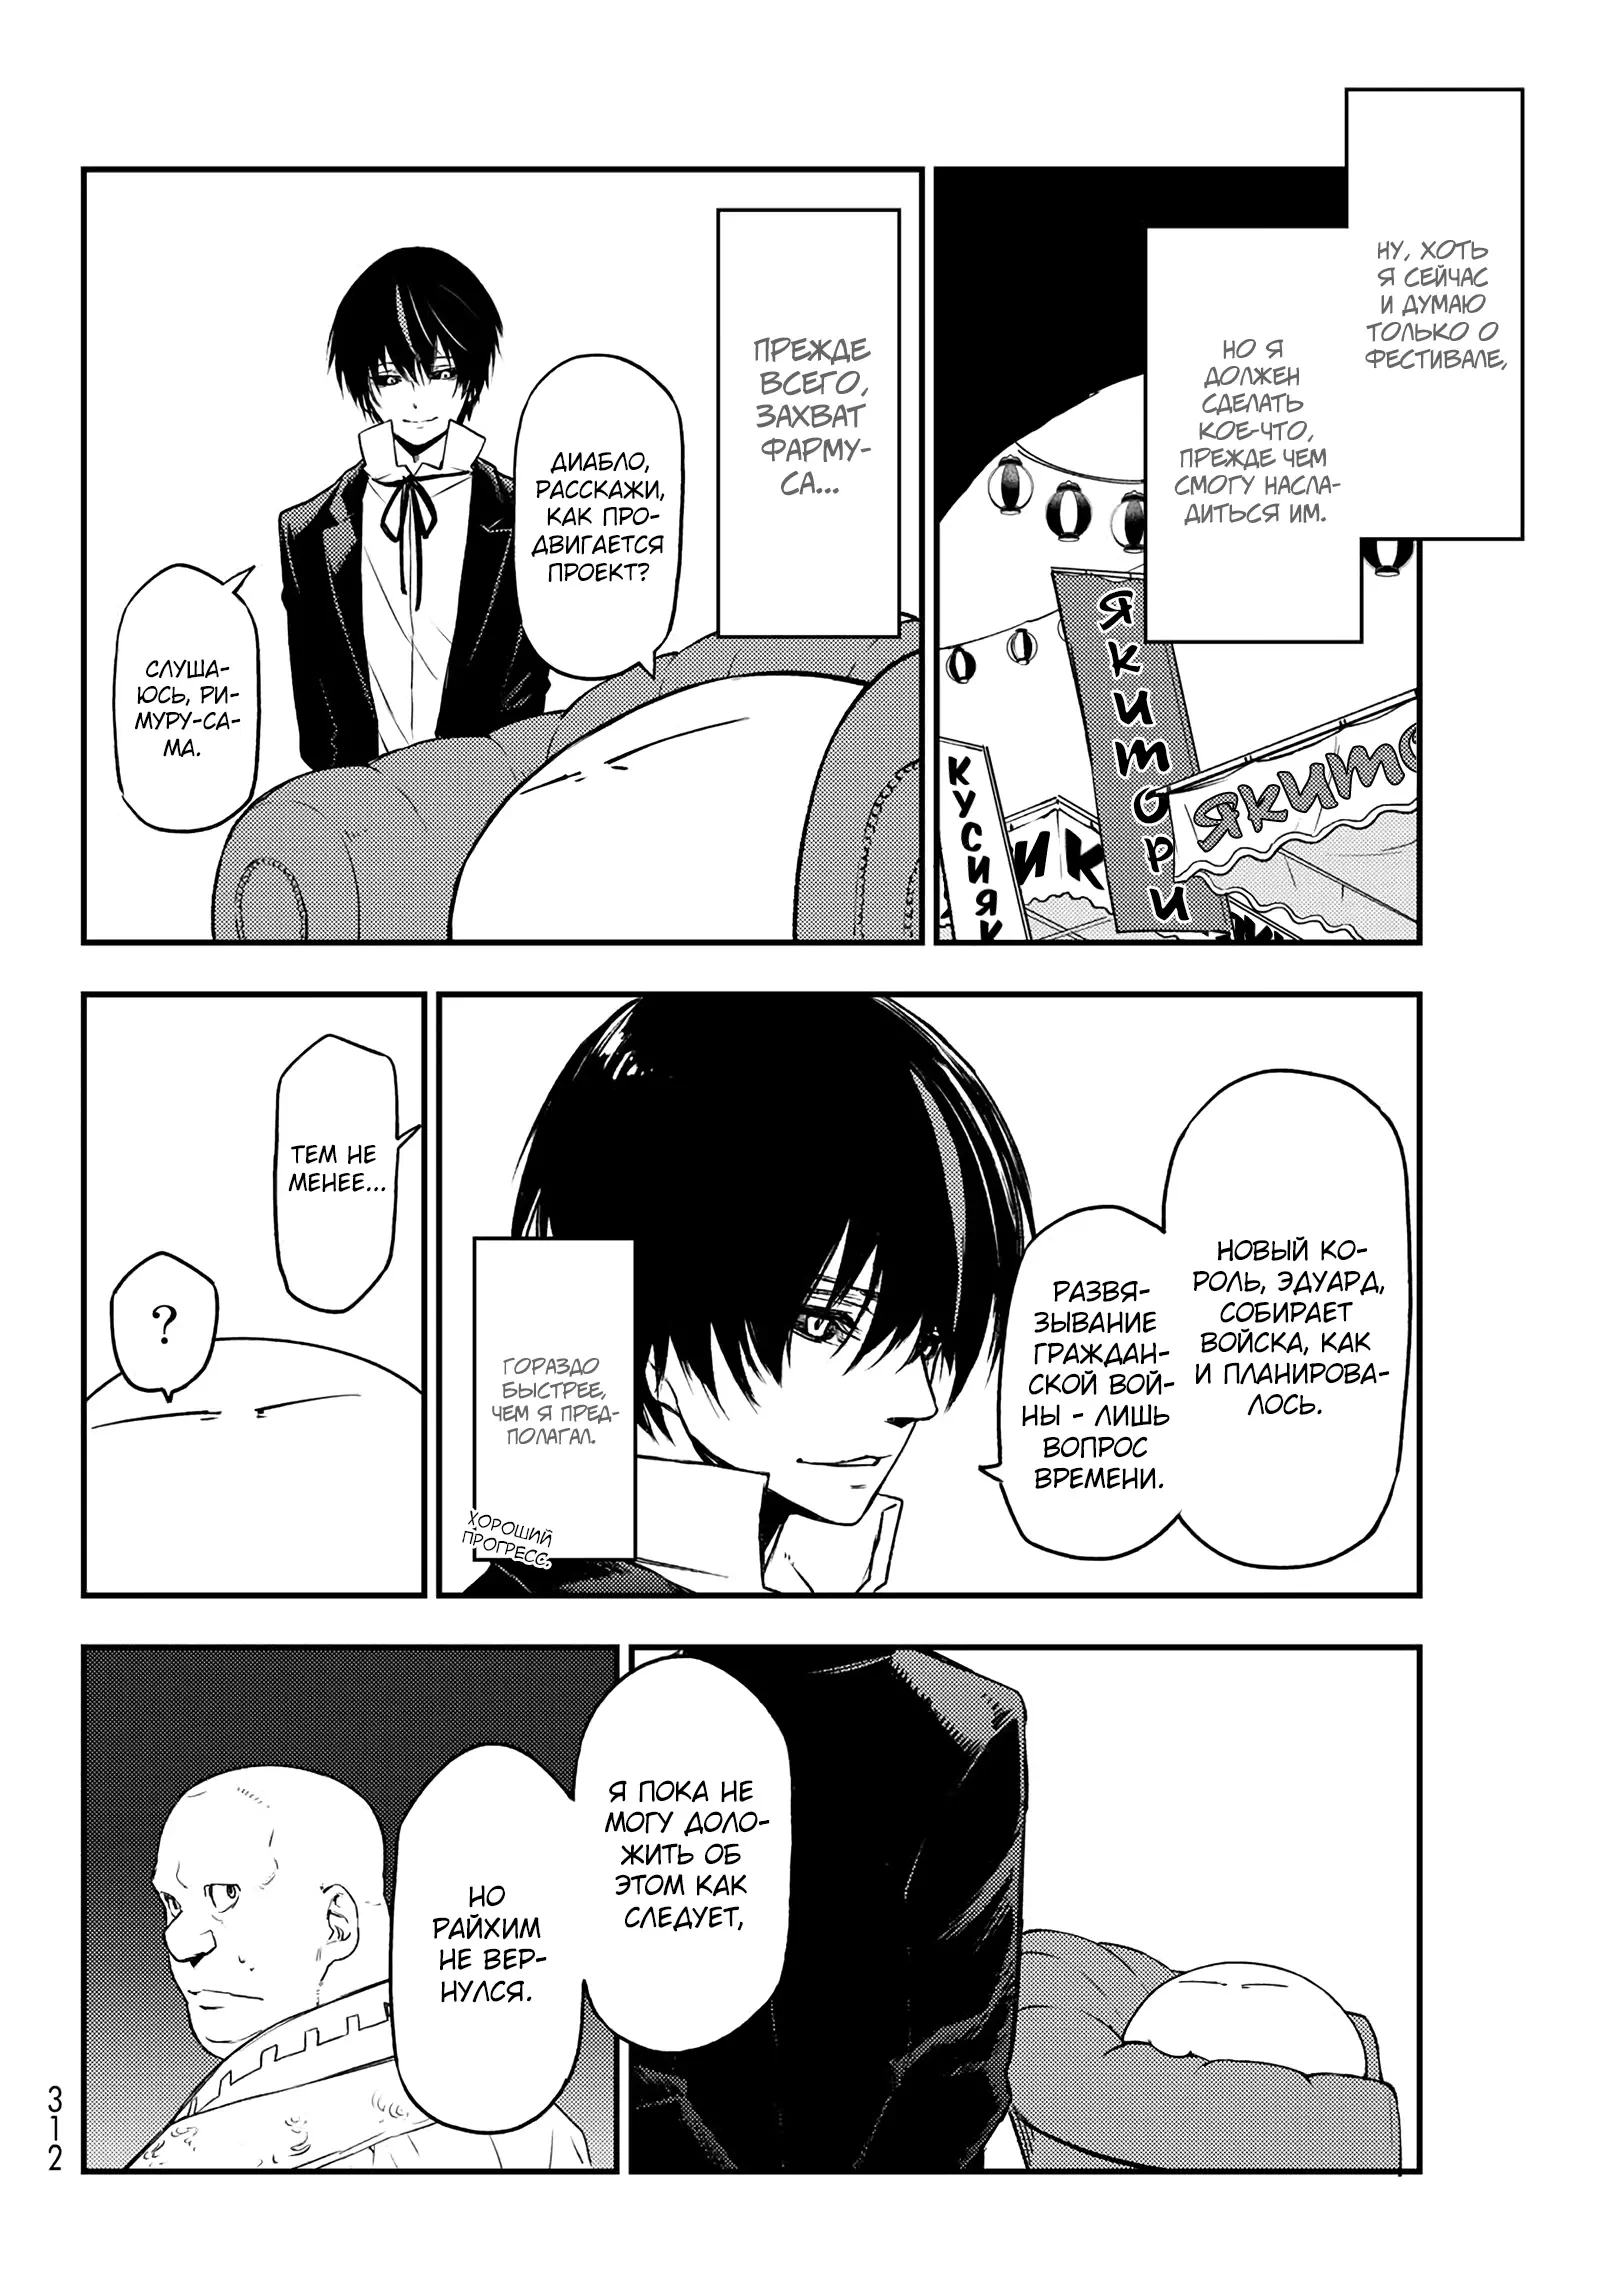 НУ, ХОТЬ
Я СЕЙЧАС
И ДУМАЮ
ТОЛЬКО О
ФЕСТИВАЛЕ,
НО Я
ДОЛЖЕН
СДЕЛАТЬ
КОЕ-ЧТО,
ПРЕЖДЕ ЧЕМ
СМОГУ НАСЛА-
ДИТЬСЯ ИМ.
ЯКИТОРИ
ЯКИТО
КУСИЯК
ИК
ПРЕЖДЕ
ВСЕГО,
ЗАХВАТ
ФАРМУ-
СА...
ДИАБЛО,
РАССКАЖИ,
КАК ПРО-
ДВИГАЕТСЯ
ПРОЕКТ?
СЛУША-
ЮСЬ, РИ-
МУРУ-СА-
МА.
НОВЫЙ КО-
РОЛЬ, ЭДУАРД,
СОБИРАЕТ
ВОЙСКА, КАК
И ПЛАНИРОВА-
ЛОСЬ.
РАЗВЯ-
ЗЫВАНИЕ
ГРАЖДАН-
СКОЙ ВОЙ-
НЫ - ЛИШЬ
ВОПРОС
ВРЕМЕНИ.
ГОРАЗДО
БЫСТРЕЕ,
ЧЕМ Я ПРЕД-
ПОЛАГАЛ.
ХОРОШИЙ
ПРОГРЕСС.
ТЕМ НЕ
МЕНЕЕ...
?
Я ПОКА НЕ
МОГУ ДОЛО-
ЖИТЬ ОБ
ЭТОМ КАК
СЛЕДУЕТ,
НО
РАЙХИМ
НЕ ВЕР-
НУЛСЯ.
312